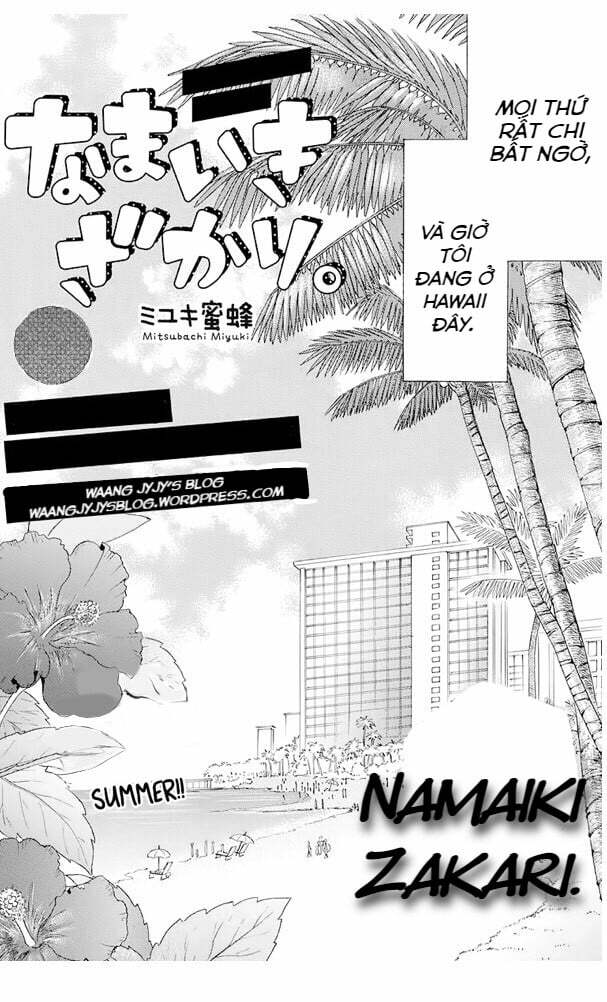 なまいき
ざかり。
ミユキ蜜蜂
Mitsubachi Miyuki
MỌI THỨ
RẤT CHI
BẤT NGỜ,
VÀ GIỜ
TÔI
ĐANG Ở
HAWAII
ĐÂY.
WAANG JYJY'S BLOG
WAANGJYJYSBLOG.WORDPRESS.COM
SUMMER!!
NAMAIKI
ZAKARI.